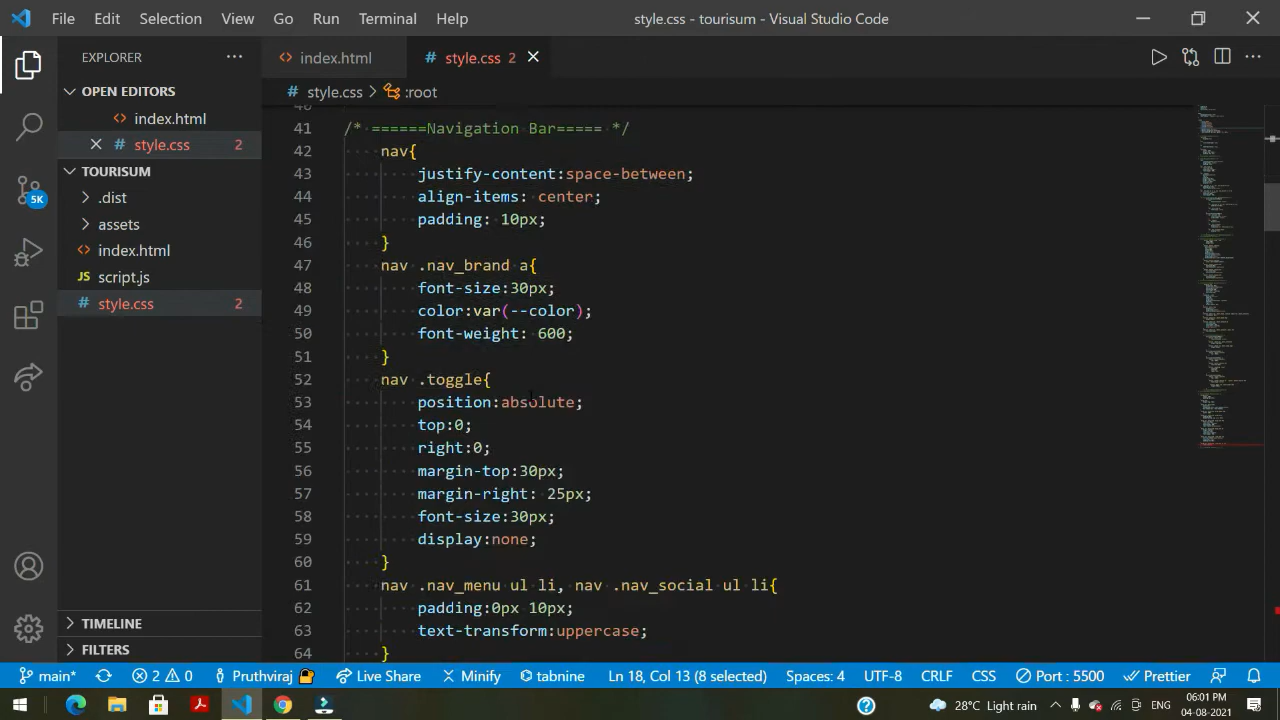 File Edit Selection View Go Run Terminal Help style.css - tourisum - Visual Studio Code
EXPLORER
OPEN EDITORS
index.html
style.css 2
TOURISUM
.dist
assets
index.html
script.js
style.css 2
TIMELINE
FILTERS
5K
index.html style.css 2
style.css > :root
41 /* ======Navigation Bar===== */
42 nav{
43 justify-content:space-between;
44 align-items: center;
45 padding: 10px;
46 }
47 nav .nav_brand a{
48 font-size:30px;
49 color:var(--color);
50 font-weight: 600;
51 }
52 nav .toggle{
53 position:absolute;
54 top:0;
55 right:0;
56 margin-top:30px;
57 margin-right: 25px;
58 font-size:30px;
59 display:none;
60 }
61 nav .nav_menu ul li, nav .nav_social ul li{
62 padding:0px 10px;
63 text-transform:uppercase;
64 }
main* 2 0 Pruthviraj Live Share Minify tabnine Ln 18, Col 13 (8 selected) Spaces: 4 UTF-8 CRLF CSS Port : 5500 Prettier
28°C Light rain ENG 06:01 PM
04-08-2021